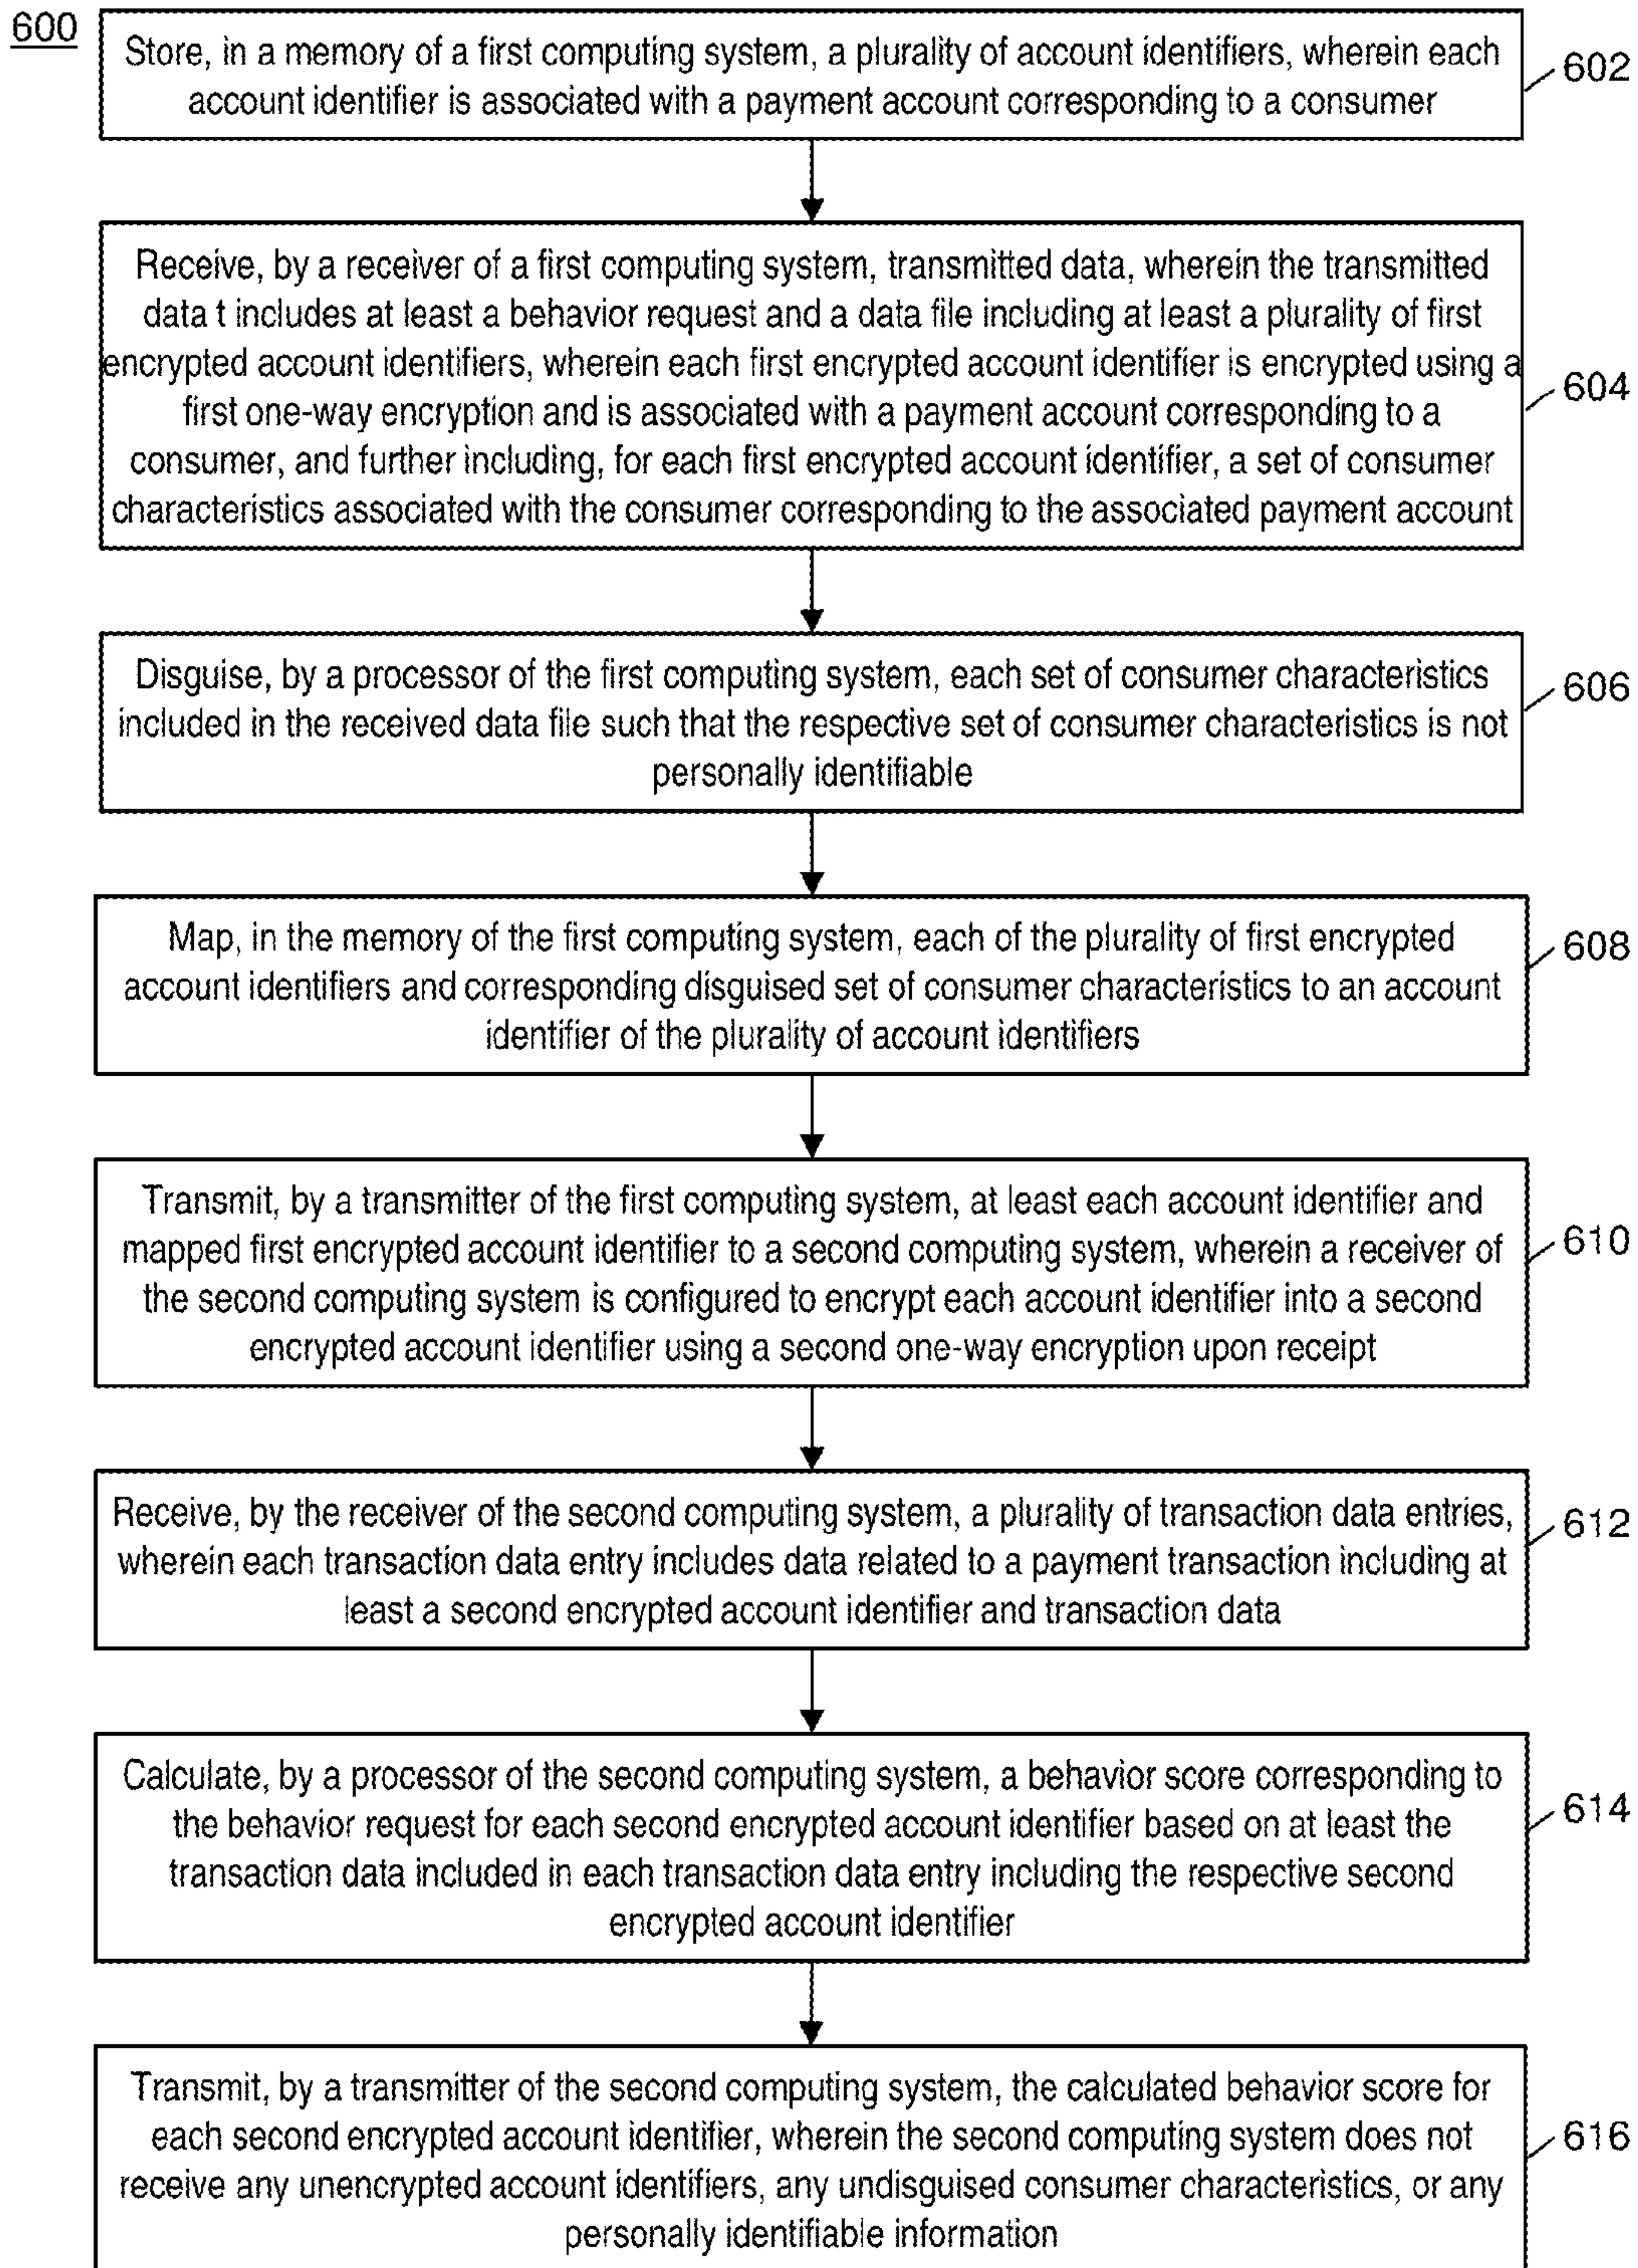 600
Store, in a memory of a first computing system, a plurality of account identifiers, wherein each
account identifier is associated with a payment account corresponding to a consumer
602
Receive, by a receiver of a first computing system, transmitted data, wherein the transmitted
data t includes at least a behavior request and a data file including at least a plurality of first
encrypted account identifiers, wherein each first encrypted account identifier is encrypted using a
first one-way encryption and is associated with a payment account corresponding to a
consumer, and further including, for each first encrypted account identifier, a set of consumer
characteristics associated with the consumer corresponding to the associated payment account
604
Disguise, by a processor of the first computing system, each set of consumer characteristics
included in the received data file such that the respective set of consumer characteristics is not
personally identifiable
606
Map, in the memory of the first computing system, each of the plurality of first encrypted
account identifiers and corresponding disguised set of consumer characteristics to an account
identifier of the plurality of account identifiers
608
Transmit, by a transmitter of the first computing system, at least each account identifier and
mapped first encrypted account identifier to a second computing system, wherein a receiver of
the second computing system is configured to encrypt each account identifier into a second
encrypted account identifier using a second one-way encryption upon receipt
610
Receive, by the receiver of the second computing system, a plurality of transaction data entries,
wherein each transaction data entry includes data related to a payment transaction including at
least a second encrypted account identifier and transaction data
612
Calculate, by a processor of the second computing system, a behavior score corresponding to
the behavior request for each second encrypted account identifier based on at least the
transaction data included in each transaction data entry including the respective second
encrypted account identifier
614
Transmit, by a transmitter of the second computing system, the calculated behavior score for
each second encrypted account identifier, wherein the second computing system does not
receive any unencrypted account identifiers, any undisguised consumer characteristics, or any
personally identifiable information
616